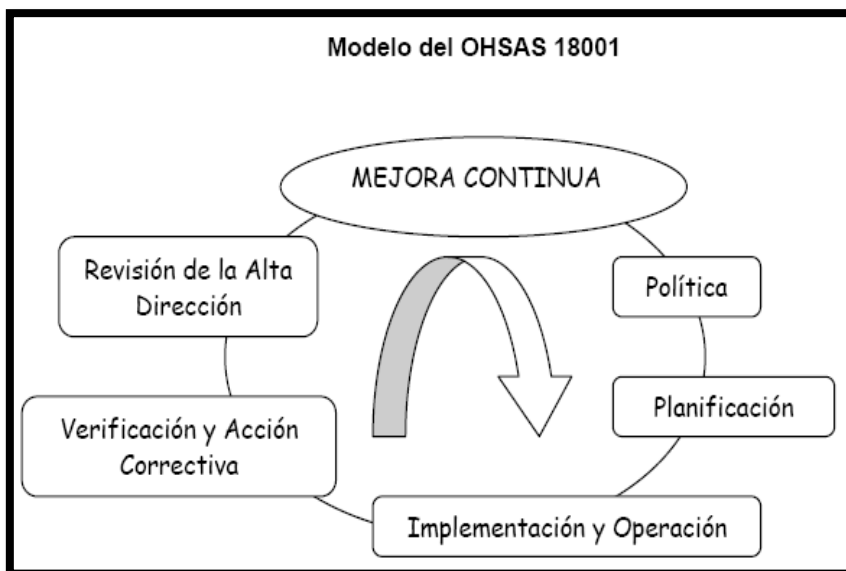 Modelo del OHSAS 18001
MEJORA CONTINUA
Revisión de la Alta
Dirección
Política
Verificación y Acción
Correctiva
Planificación
Implementación y Operación